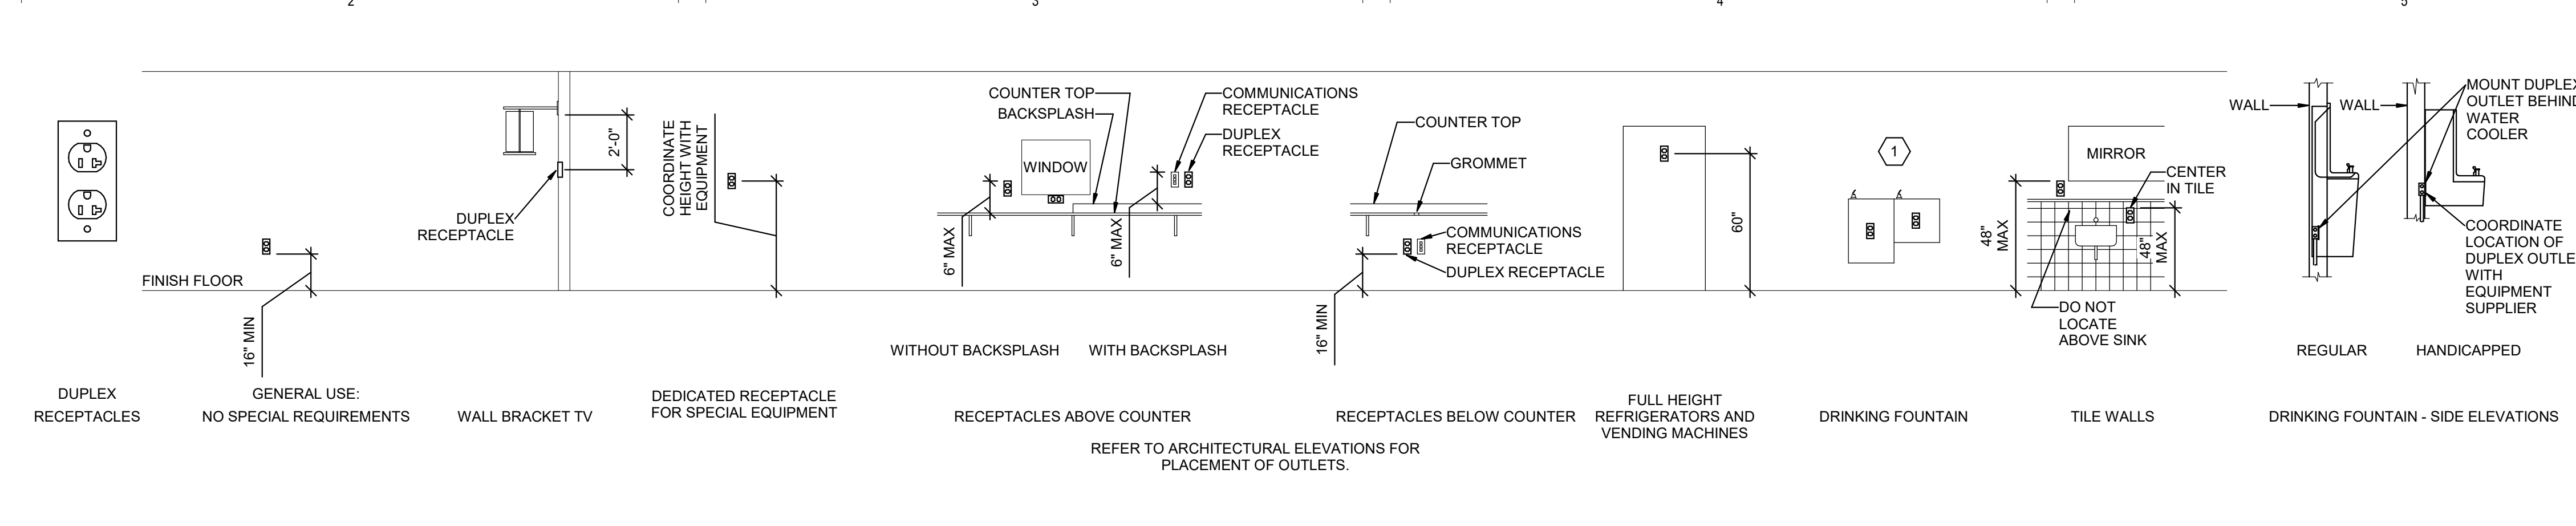 2
3
4
5
DUPLEX
RECEPTACLES
FINISH FLOOR
16" MIN
GENERAL USE:
NO SPECIAL REQUIREMENTS
2'-0"
DUPLEX
RECEPTACLE
WALL BRACKET TV
COORDINATE
HEIGHT WITH
EQUIPMENT
DEDICATED RECEPTACLE
FOR SPECIAL EQUIPMENT
COUNTER TOP
BACKSPLASH
WINDOW
COMMUNICATIONS
RECEPTACLE
DUPLEX
RECEPTACLE
6" MAX
6" MAX
WITHOUT BACKSPLASH
WITH BACKSPLASH
RECEPTACLES ABOVE COUNTER
COUNTER TOP
GROMMET
COMMUNICATIONS
RECEPTACLE
DUPLEX RECEPTACLE
16" MIN
RECEPTACLES BELOW COUNTER
REFER TO ARCHITECTURAL ELEVATIONS FOR
PLACEMENT OF OUTLETS.
60"
FULL HEIGHT
REFRIGERATORS AND
VENDING MACHINES
1
DRINKING FOUNTAIN
MIRROR
CENTER
IN TILE
48"
MAX
48"
MAX
DO NOT
LOCATE
ABOVE SINK
TILE WALLS
WALL
WALL
MOUNT DUPLEX
OUTLET BEHIND
WATER
COOLER
COORDINATE
LOCATION OF
DUPLEX OUTLE
WITH
EQUIPMENT
SUPPLIER
REGULAR
HANDICAPPED
DRINKING FOUNTAIN - SIDE ELEVATIONS